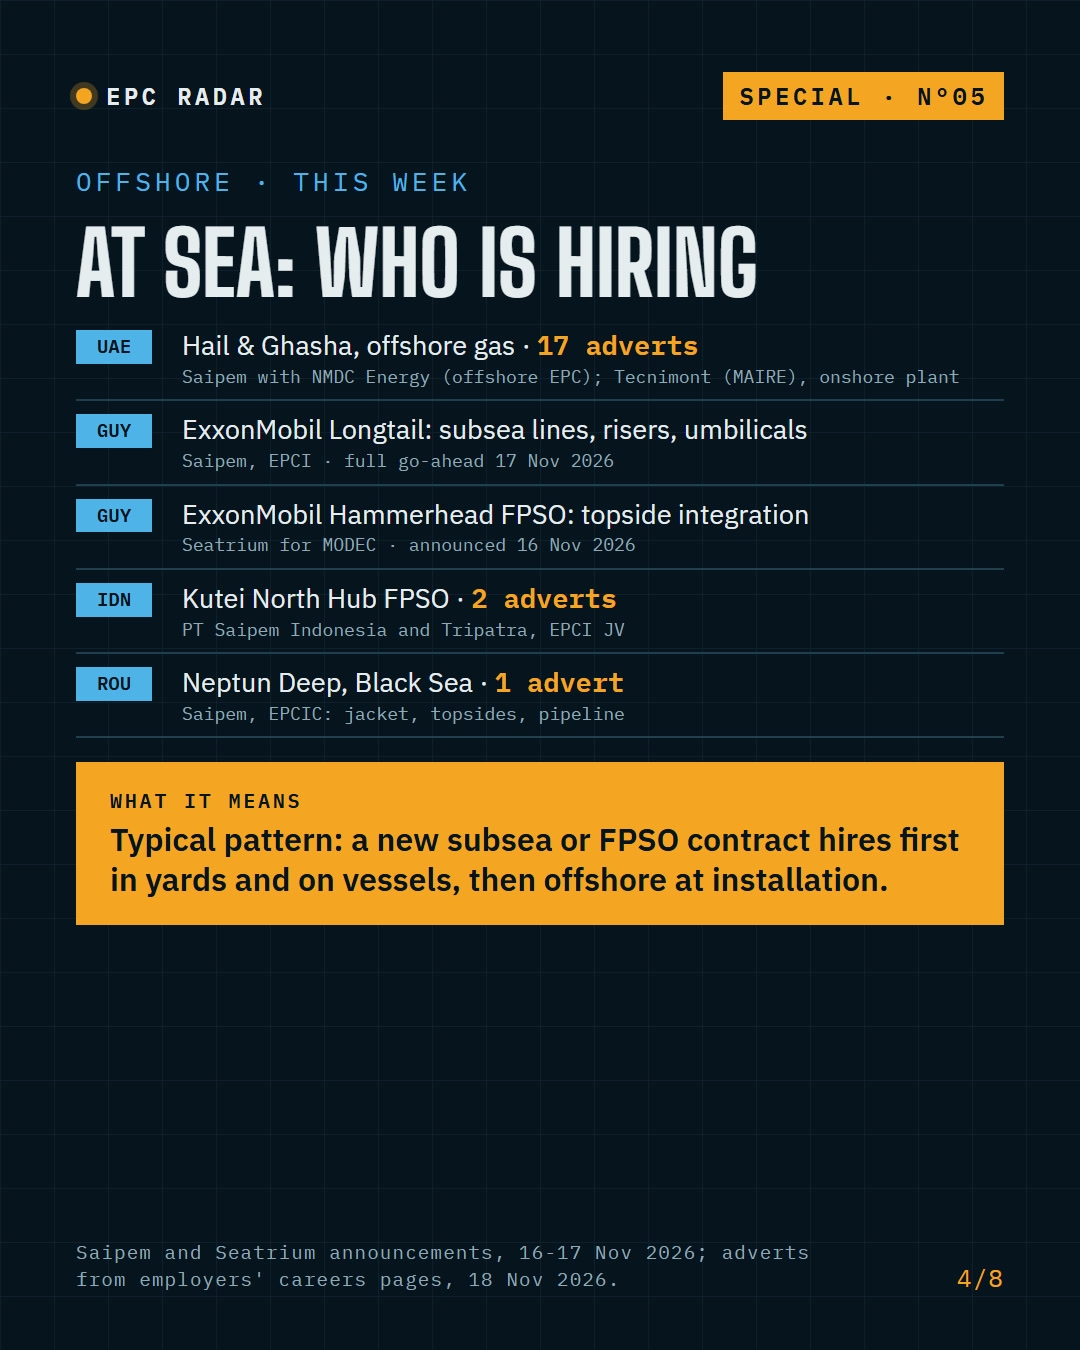 EPC RADAR
SPECIAL · N°05
OFFSHORE · THIS WEEK
AT SEA: WHO IS HIRING
UAE
Hail & Ghasha, offshore gas · 17 adverts
Saipem with NMDC Energy (offshore EPC); Tecnimont (MAIRE), onshore plant
GUY
ExxonMobil Longtail: subsea lines, risers, umbilicals
Saipem, EPCI · full go-ahead 17 Nov 2026
GUY
ExxonMobil Hammerhead FPSO: topside integration
Seatrium for MODEC · announced 16 Nov 2026
IDN
Kutei North Hub FPSO · 2 adverts
PT Saipem Indonesia and Tripatra, EPCI JV
ROU
Neptun Deep, Black Sea · 1 advert
Saipem, EPCIC: jacket, topsides, pipeline
WHAT IT MEANS
Typical pattern: a new subsea or FPSO contract hires first
in yards and on vessels, then offshore at installation.
Saipem and Seatrium announcements, 16-17 Nov 2026; adverts
from employers' careers pages, 18 Nov 2026.
4/8